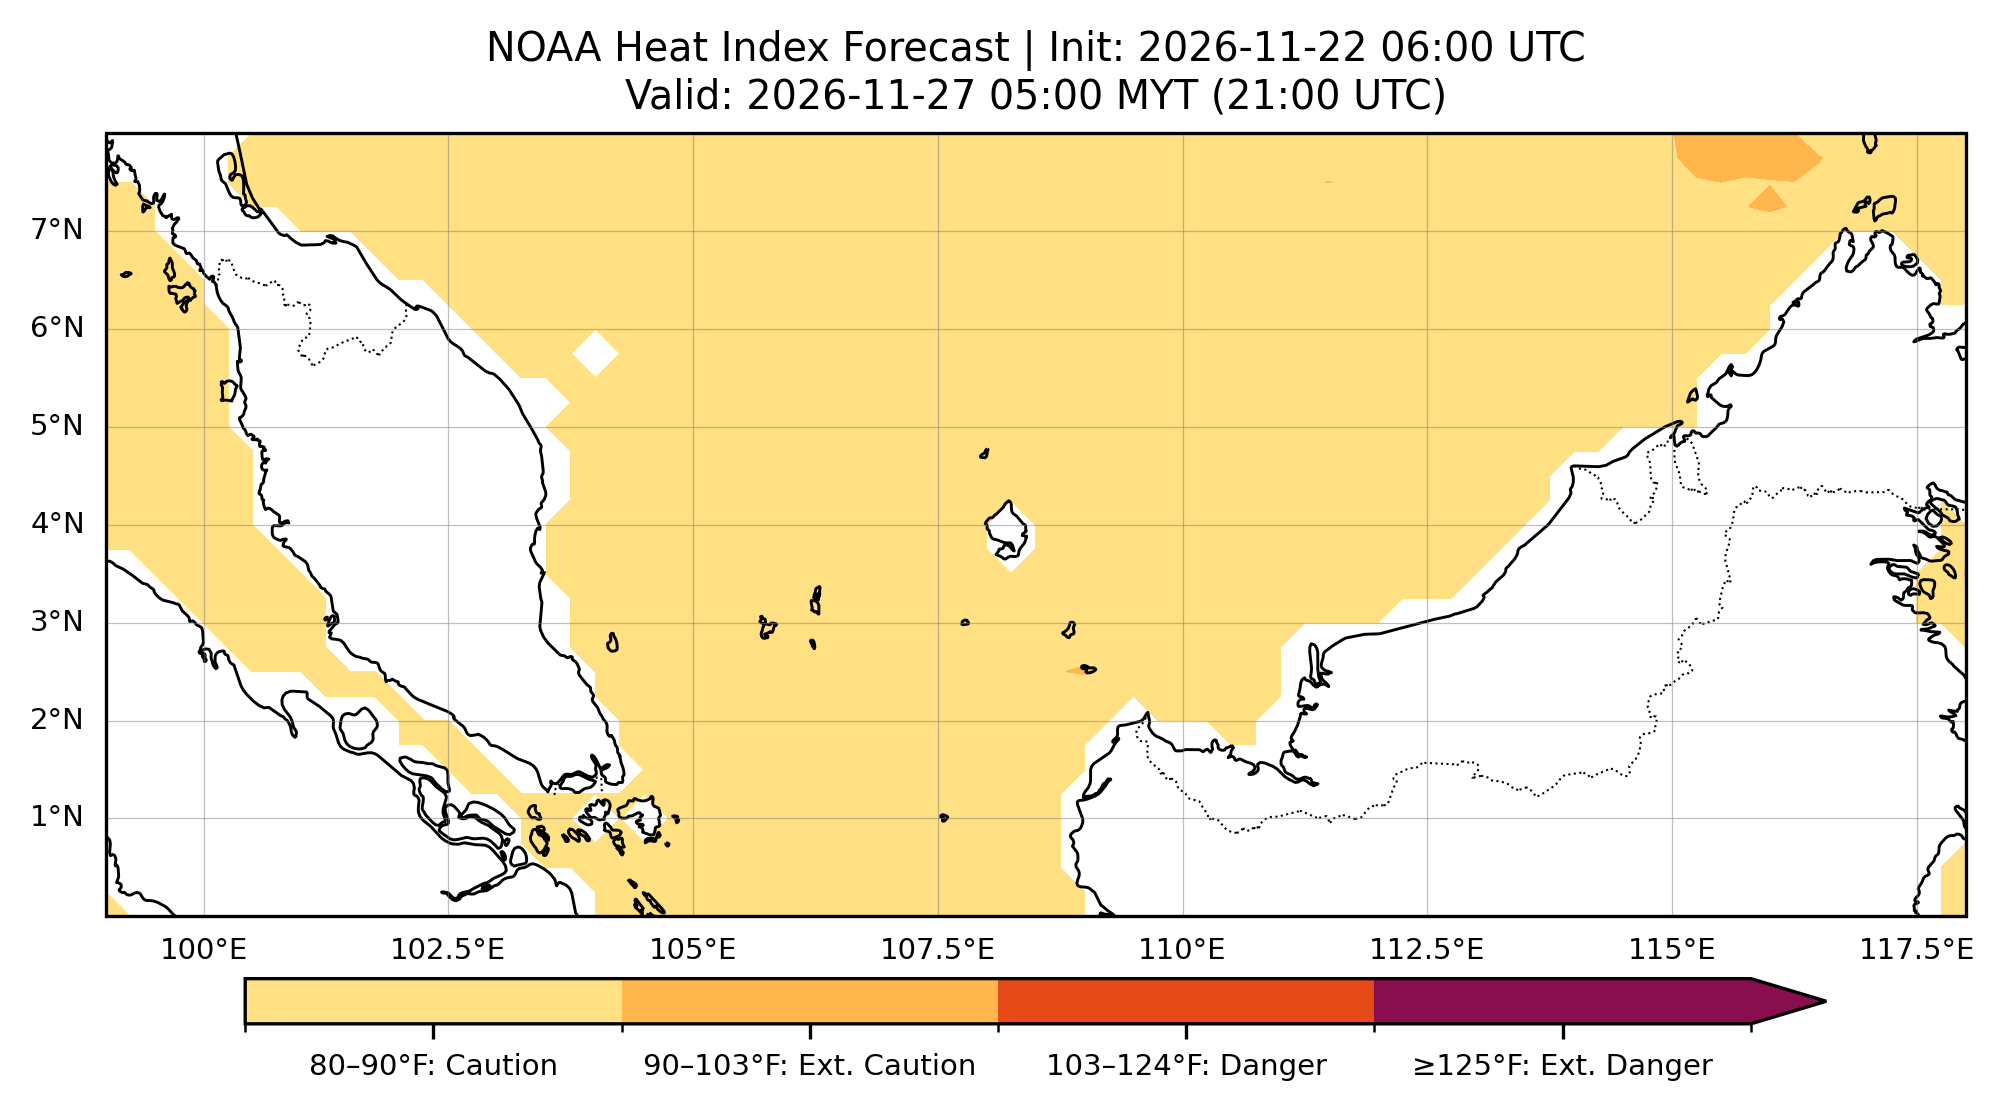 NOAA Heat Index Forecast | Init: 2026-11-22 06:00 UTC
Valid: 2026-11-27 05:00 MYT (21:00 UTC)
7°N
6°N
5°N
4°N
3°N
2°N
1°N
100°E
102.5°E
105°E
107.5°E
110°E
112.5°E
115°E
117.5°E
80–90°F: Caution
90–103°F: Ext. Caution
103–124°F: Danger
≥125°F: Ext. Danger